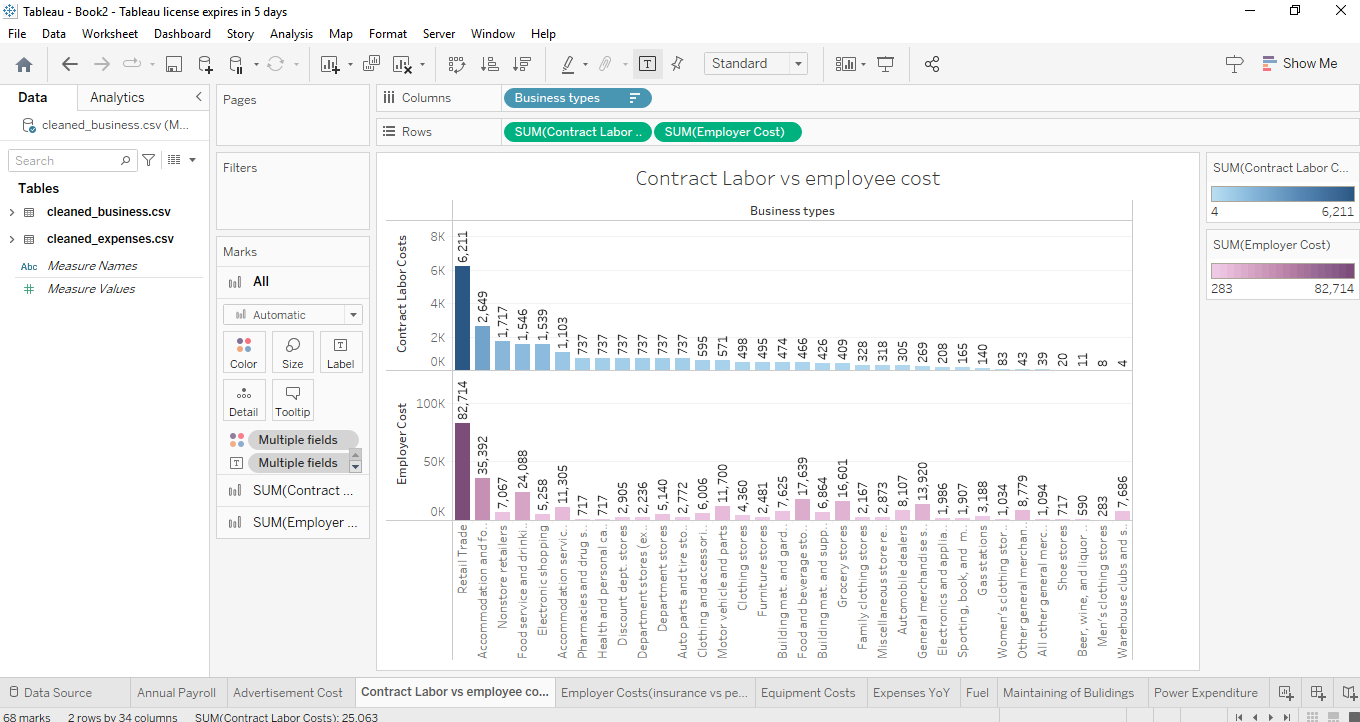 Tableau - Book2 - Tableau license expires in 5 days
File Data Worksheet Dashboard Story Analysis Map Format Server Window Help
Standard
Show Me
Data Analytics
Pages
Columns Business types
cleaned_business.csv (M...
Rows SUM(Contract Labor .. SUM(Employer Cost)
Search
Filters
Tables
cleaned_business.csv
cleaned_expenses.csv
Abc Measure Names
# Measure Values
Marks
All
Automatic
Color Size Label
Detail Tooltip
Multiple fields
Multiple fields
SUM(Contract ...
SUM(Employer ...
Contract Labor vs employee cost
Business types
Contract Labor Costs
8K
6K
4K
2K
0K
6,211
2,649
1,717
1,546
1,539
1,103
737
737
737
737
737
737
595
571
498
495
474
466
426
409
328
318
305
269
208
165
140
83
43
39
20
11
8
4
Employer Cost
100K
50K
0K
82,714
35,392
7,067
24,088
5,258
11,305
717
717
2,905
2,236
5,140
2,772
6,006
11,700
4,360
2,481
7,625
17,639
6,864
16,601
2,167
2,873
8,107
13,920
1,986
1,907
3,188
1,034
8,779
1,094
717
590
283
7,686
Retail Trade
Accommodation and fo..
Nonstore retailers
Food service and drinki..
Electronic shopping
Accommodation servic..
Pharmacies and drug s..
Health and personal ca..
Discount dept. stores
Department stores (ex..
Department stores
Auto parts and tire sto..
Clothing and accessori..
Motor vehicle and parts
Clothing stores
Furniture stores
Building mat. and gard..
Food and beverage sto..
Building mat. and supp..
Grocery stores
Family clothing stores
Miscellaneous store re..
Automobile dealers
General merchandise s..
Electronics and applia..
Sporting, book, and m..
Gas stations
Women's clothing stor..
Other general merchan..
All other general merc..
Shoe stores
Beer, wine, and liquor ..
Men's clothing stores
Warehouse clubs and s..
SUM(Contract Labor C...
4 6,211
SUM(Employer Cost)
283 82,714
Data Source Annual Payroll Advertisement Cost Contract Labor vs employee co... Employer Costs(insurance vs pe... Equipment Costs Expenses YoY Fuel Maintaining of Buildings Power Expenditure
68 marks 2 rows by 34 columns SUM(Contract Labor Costs): 25,063